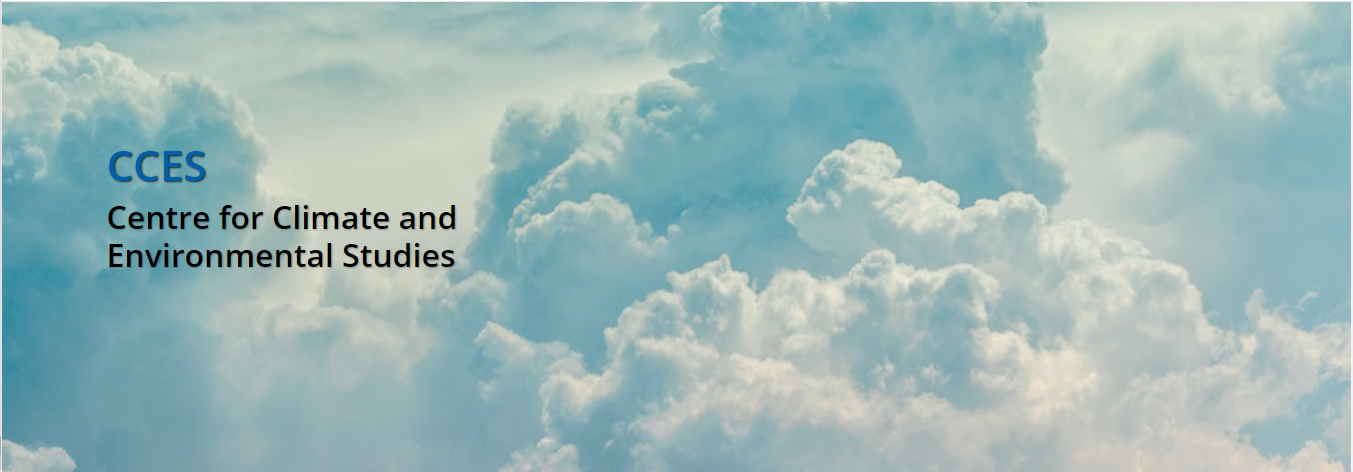 CCES
Centre for Climate and
Environmental Studies